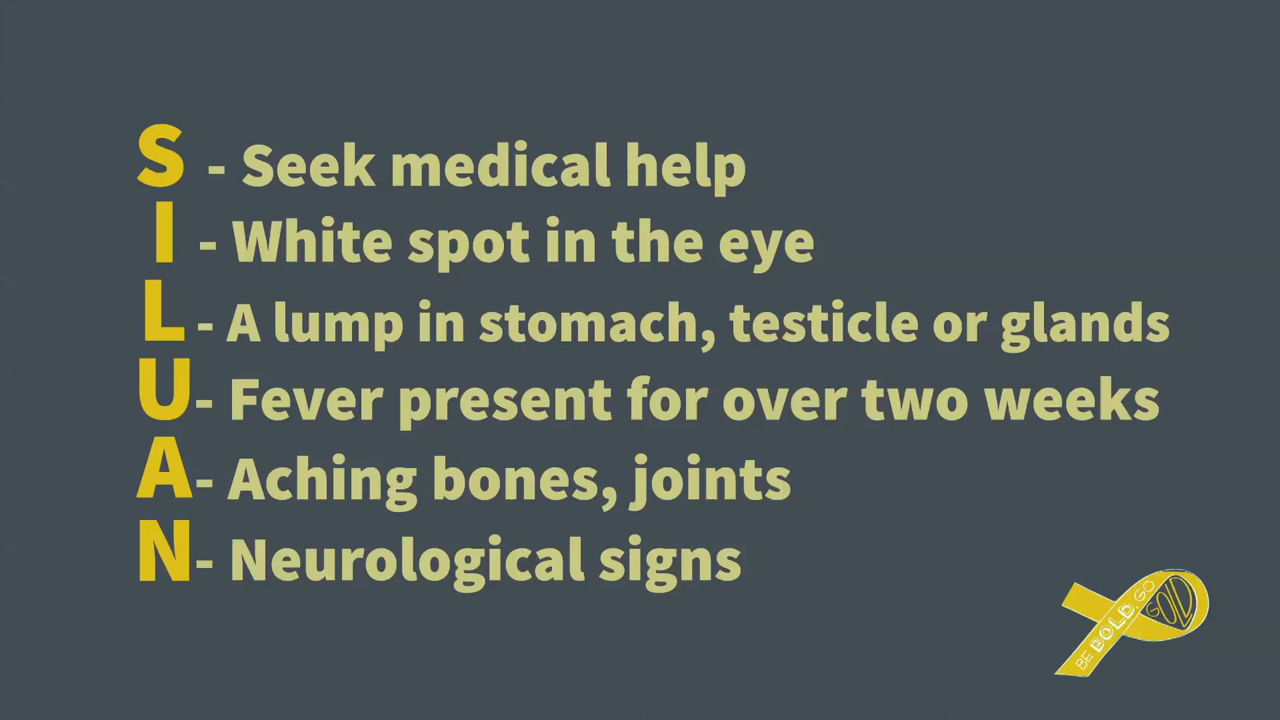 S - Seek medical help
I - White spot in the eye
L - A lump in stomach, testicle or glands
U - Fever present for over two weeks
A - Aching bones, joints
N - Neurological signs
BE BOLD, GO
GOLD